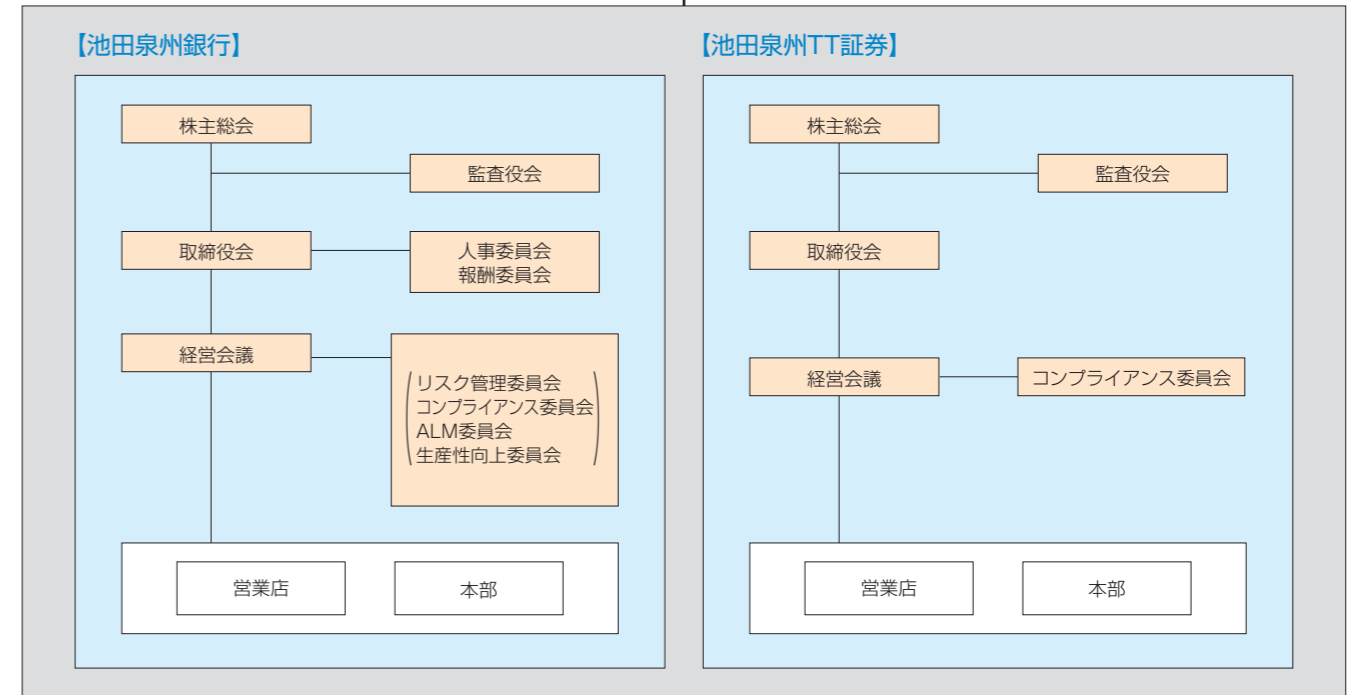 【池田泉州銀行】
株主総会
監査役会
取締役会
人事委員会
報酬委員会
経営会議
リスク管理委員会
コンプライアンス委員会
ALM委員会
生産性向上委員会
営業店
本部
【池田泉州TT証券】
株主総会
監査役会
取締役会
経営会議
コンプライアンス委員会
営業店
本部